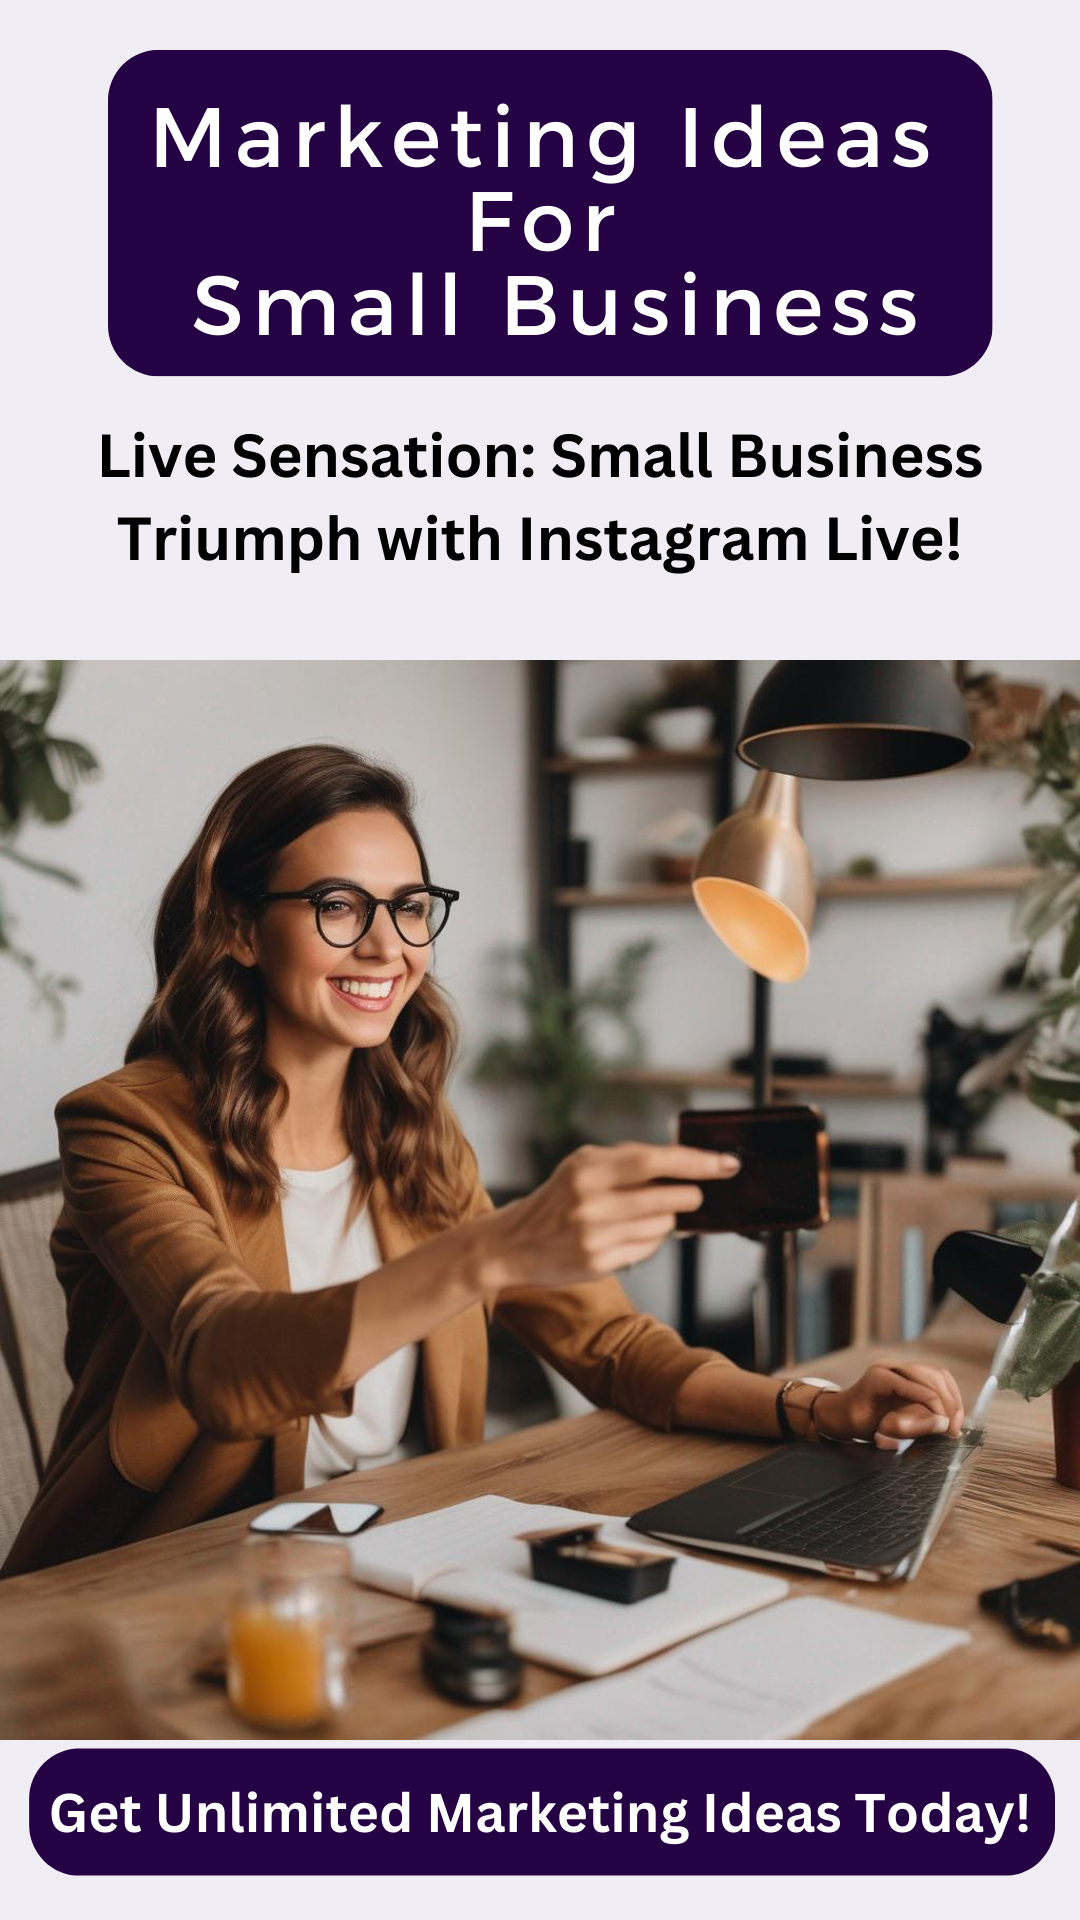 Marketing Ideas
For
Small Business
Live Sensation: Small Business
Triumph with Instagram Live!
Get Unlimited Marketing Ideas Today!